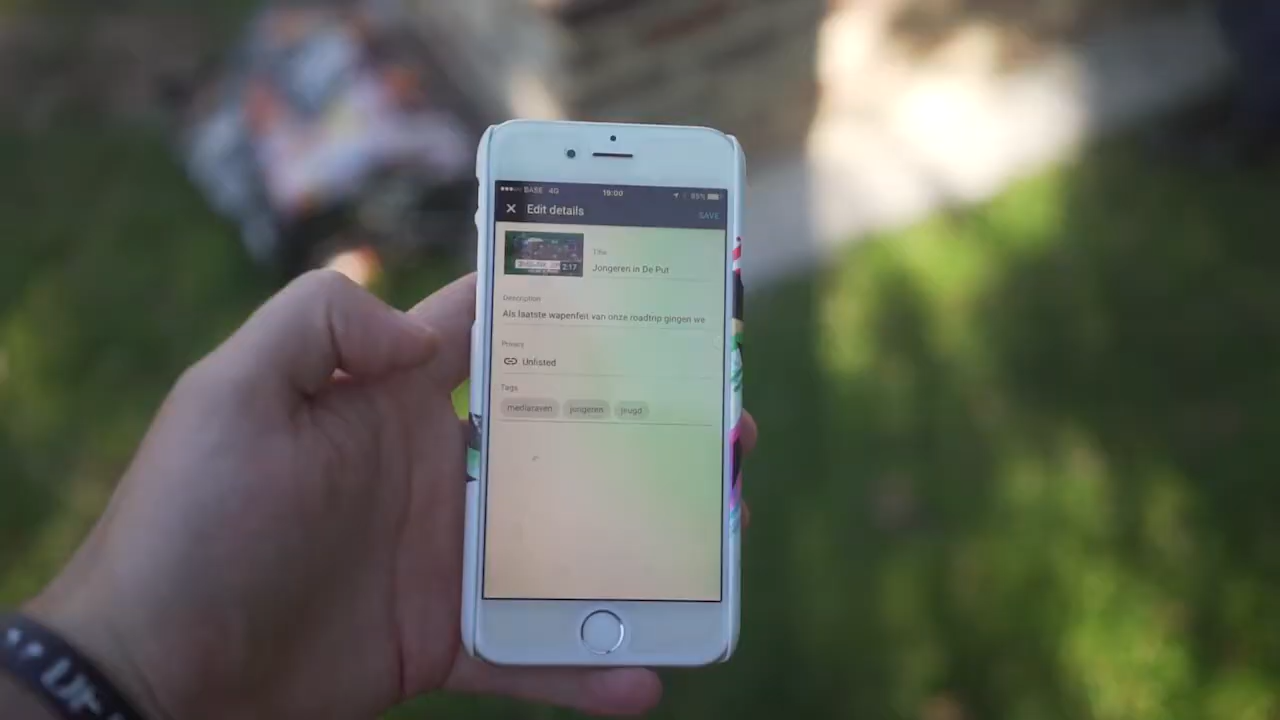 BASE 4G 19:00 95%
Edit details SAVE
2:17
Title
Jongeren in De Put
Description
Als laatste wapenfeit van onze roadtrip gingen we
Privacy
Unlisted
Tags
mediaraven jongeren jeugd